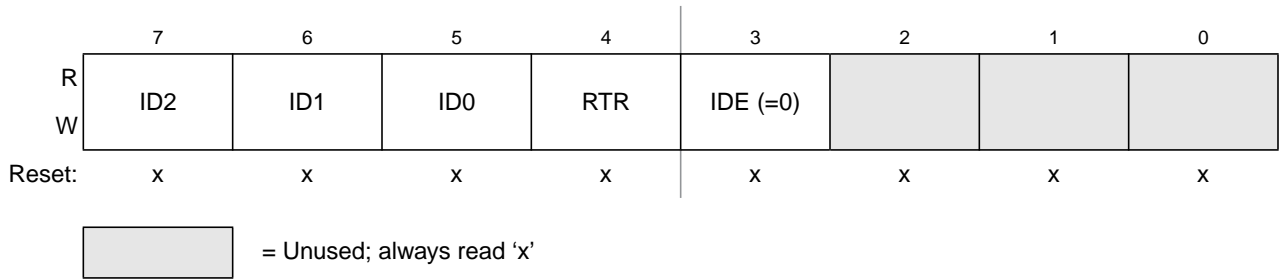 7 6 5 4 3 2 1 0
R
ID2 ID1 ID0 RTR IDE (=0)
W
Reset: x x x x x x x x
= Unused; always read ‘x’